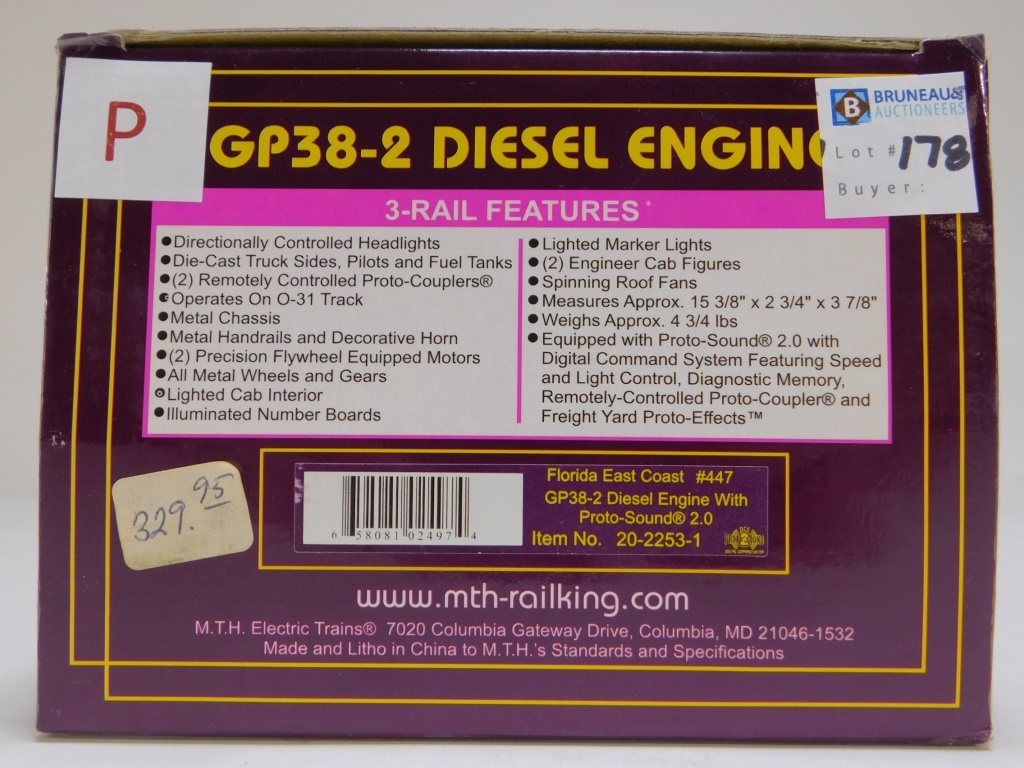 P
GP38-2 DIESEL ENGINE
BRUNEAU&
AUCTIONEERS
Lot # 178
Buyer:
3-RAIL FEATURES *
● Directionally Controlled Headlights
● Die-Cast Truck Sides, Pilots and Fuel Tanks
● (2) Remotely Controlled Proto-Couplers®
● Operates On O-31 Track
● Metal Chassis
● Metal Handrails and Decorative Horn
● (2) Precision Flywheel Equipped Motors
● All Metal Wheels and Gears
● Lighted Cab Interior
● Illuminated Number Boards
● Lighted Marker Lights
● (2) Engineer Cab Figures
● Spinning Roof Fans
● Measures Approx. 15 3/8" x 2 3/4" x 3 7/8"
● Weighs Approx. 4 3/4 lbs
● Equipped with Proto-Sound® 2.0 with
Digital Command System Featuring Speed
and Light Control, Diagnostic Memory,
Remotely-Controlled Proto-Coupler® and
Freight Yard Proto-Effects™
329.95
6 58081 02497 4
Florida East Coast #447
GP38-2 Diesel Engine With
Proto-Sound® 2.0
Item No. 20-2253-1
www.mth-railking.com
M.T.H. Electric Trains® 7020 Columbia Gateway Drive, Columbia, MD 21046-1532
Made and Litho in China to M.T.H.'s Standards and Specifications